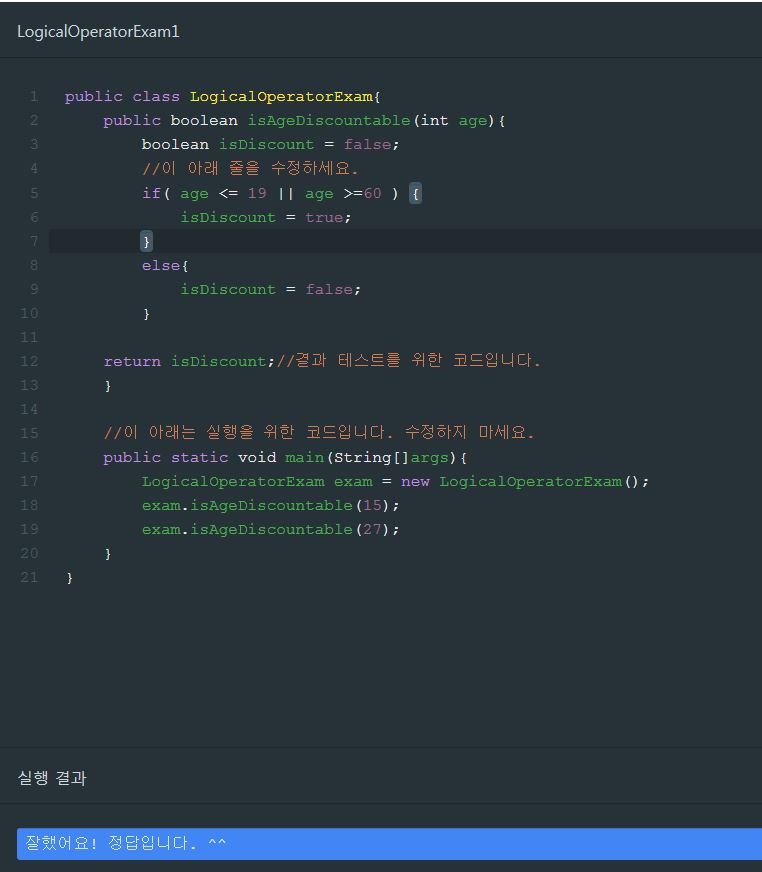 LogicalOperatorExam1
1 public class LogicalOperatorExam{
2 public boolean isAgeDiscountable(int age){
3 boolean isDiscount = false;
4 //이 아래 줄을 수정하세요.
5 if( age <= 19 || age >=60 ) {
6 isDiscount = true;
7 }
8 else{
9 isDiscount = false;
10 }
11
12 return isDiscount;//결과 테스트를 위한 코드입니다.
13 }
14
15 //이 아래는 실행을 위한 코드입니다. 수정하지 마세요.
16 public static void main(String[]args){
17 LogicalOperatorExam exam = new LogicalOperatorExam();
18 exam.isAgeDiscountable(15);
19 exam.isAgeDiscountable(27);
20 }
21 }
실행 결과
잘했어요! 정답입니다. ^^